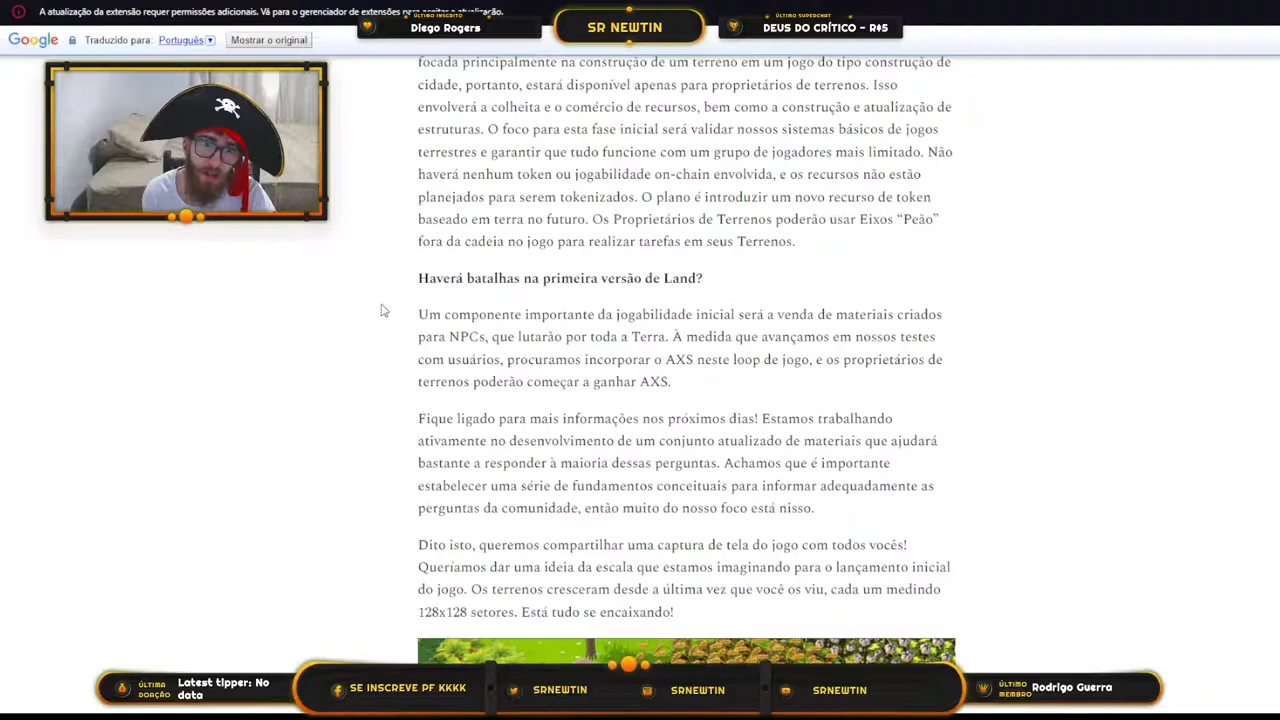 A atualização da extensão requer permissões adicionais. Vá para o gerenciador de extensões para aceitar a atualização.
ÚLTIMO INSCRITO
Diego Rogers
SR NEWTIN
ÚLTIMO SUPERCHAT
DEUS DO CRÍTICO - R$5
Google Traduzido para: Português Mostrar o original
focada principalmente na construção de um terreno em um jogo do tipo construção de
cidade, portanto, estará disponível apenas para proprietários de terrenos. Isso
envolverá a colheita e o comércio de recursos, bem como a construção e atualização de
estruturas. O foco para esta fase inicial será validar nossos sistemas básicos de jogos
terrestres e garantir que tudo funcione com um grupo de jogadores mais limitado. Não
haverá nenhum token ou jogabilidade on-chain envolvida, e os recursos não estão
planejados para serem tokenizados. O plano é introduzir um novo recurso de token
baseado em terra no futuro. Os Proprietários de Terrenos poderão usar Eixos “Peão”
fora da cadeia no jogo para realizar tarefas em seus Terrenos.
Haverá batalhas na primeira versão de Land?
Um componente importante da jogabilidade inicial será a venda de materiais criados
para NPCs, que lutarão por toda a Terra. À medida que avançamos em nossos testes
com usuários, procuramos incorporar o AXS neste loop de jogo, e os proprietários de
terrenos poderão começar a ganhar AXS.
Fique ligado para mais informações nos próximos dias! Estamos trabalhando
ativamente no desenvolvimento de um conjunto atualizado de materiais que ajudará
bastante a responder à maioria dessas perguntas. Achamos que é importante
estabelecer uma série de fundamentos conceituais para informar adequadamente as
perguntas da comunidade, então muito do nosso foco está nisso.
Dito isto, queremos compartilhar uma captura de tela do jogo com todos vocês!
Queríamos dar uma ideia da escala que estamos imaginando para o lançamento inicial
do jogo. Os terrenos cresceram desde a última vez que você os viu, cada um medindo
128x128 setores. Está tudo se encaixando!
ÚLTIMA DOAÇÃO
Latest tipper: No
data
SE INSCREVE PF KKKK
SRNEWTIN
SRNEWTIN
SRNEWTIN
ÚLTIMO MEMBRO
Rodrigo Guerra